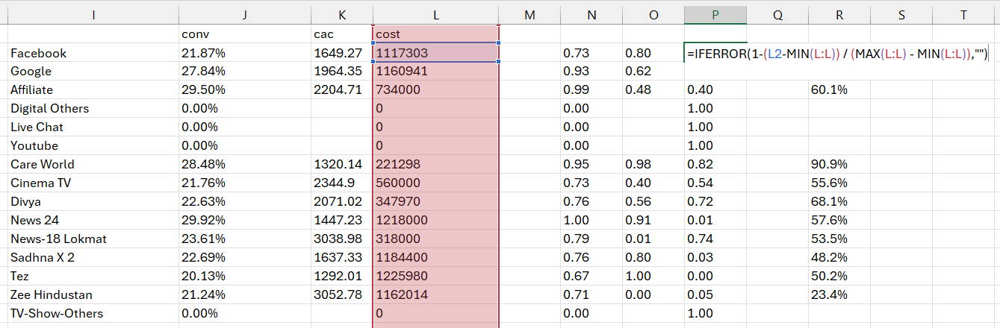 I J K L M N O P Q R S T
conv cac cost
Facebook 21.87% 1649.27 1117303 0.73 0.80 =IFERROR(1-(L2-MIN(L:L)) / (MAX(L:L) - MIN(L:L)),"")
Google 27.84% 1964.35 1160941 0.93 0.62
Affiliate 29.50% 2204.71 734000 0.99 0.48 0.40 60.1%
Digital Others 0.00% 0 0.00 1.00
Live Chat 0.00% 0 0.00 1.00
Youtube 0.00% 0 0.00 1.00
Care World 28.48% 1320.14 221298 0.95 0.98 0.82 90.9%
Cinema TV 21.76% 2344.9 560000 0.73 0.40 0.54 55.6%
Divya 22.63% 2071.02 347970 0.76 0.56 0.72 68.1%
News 24 29.92% 1447.23 1218000 1.00 0.91 0.01 57.6%
News-18 Lokmat 23.61% 3038.98 318000 0.79 0.01 0.74 53.5%
Sadhna X 2 22.69% 1637.33 1184400 0.76 0.80 0.03 48.2%
Tez 20.13% 1292.01 1225980 0.67 1.00 0.00 50.2%
Zee Hindustan 21.24% 3052.78 1162014 0.71 0.00 0.05 23.4%
TV-Show-Others 0.00% 0 0.00 1.00